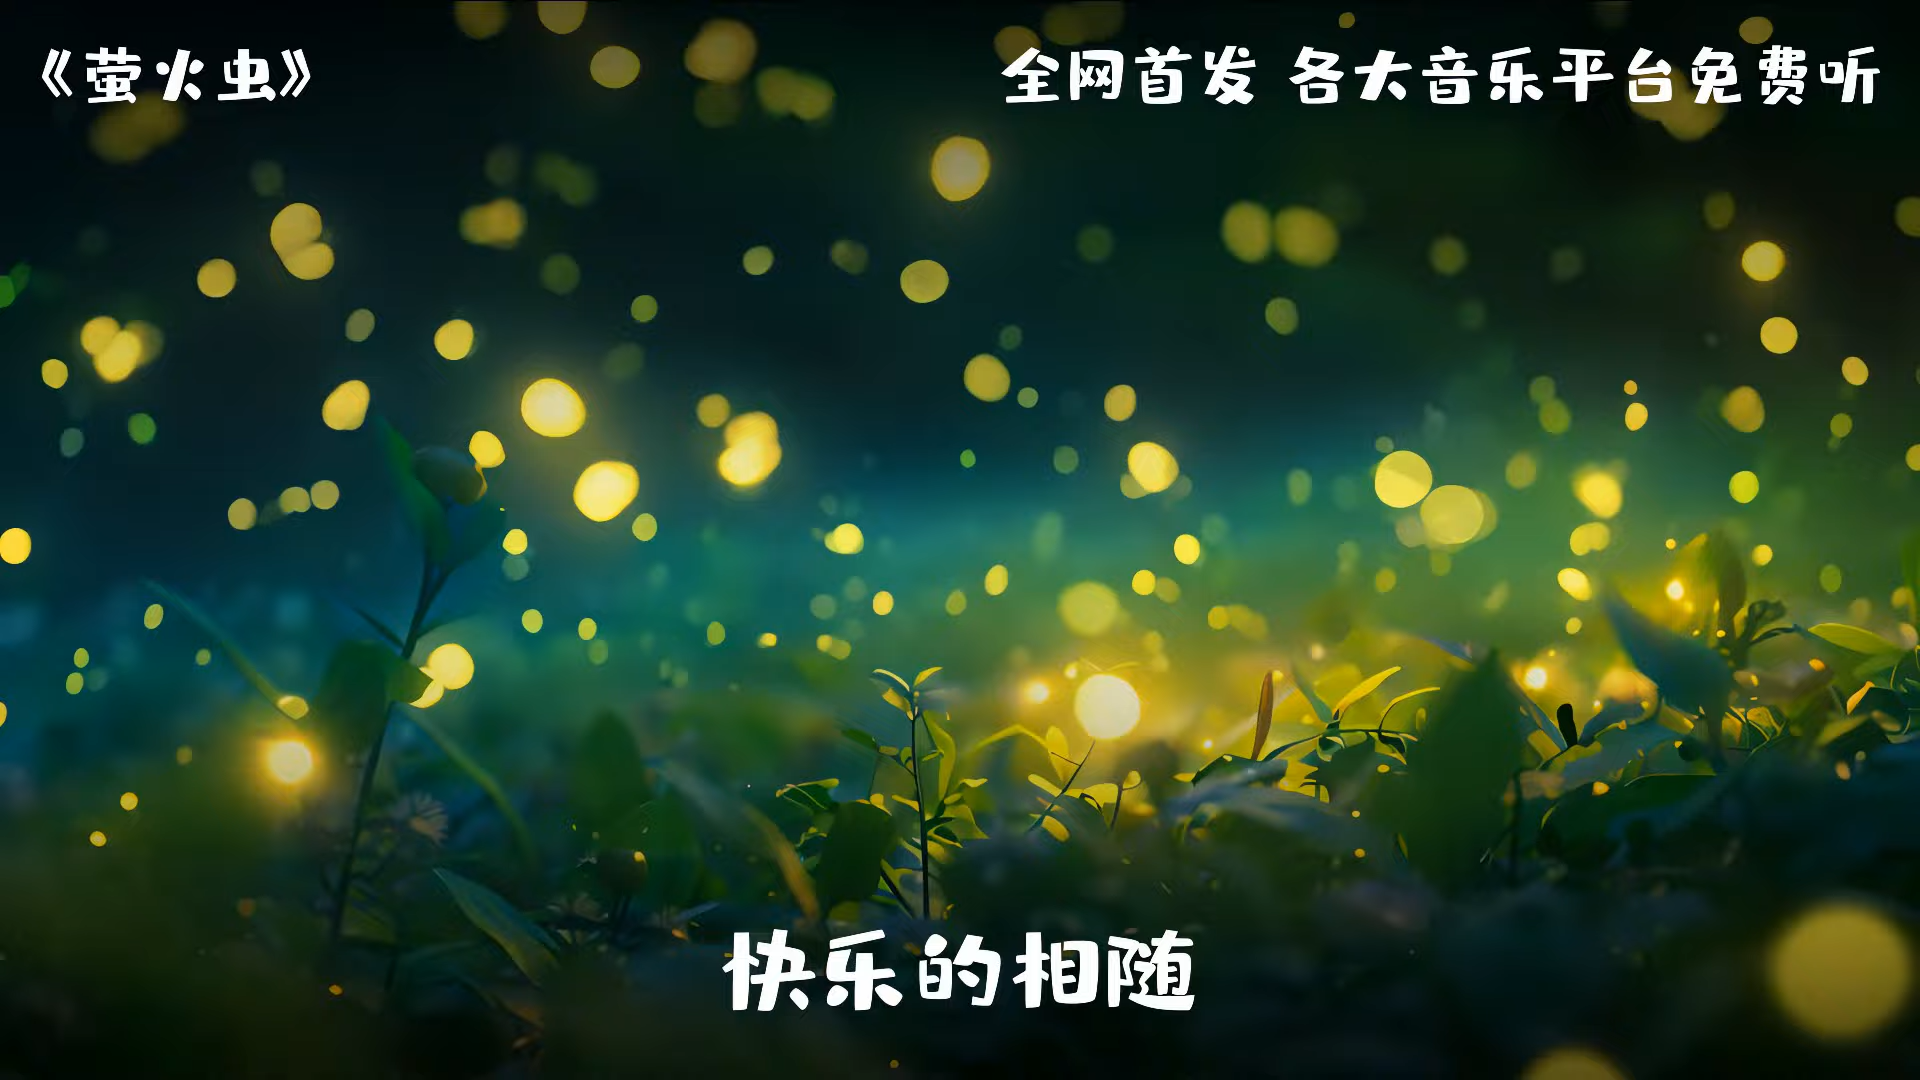 《萤火虫》
全网首发 各大音乐平台免费听
快乐的相随